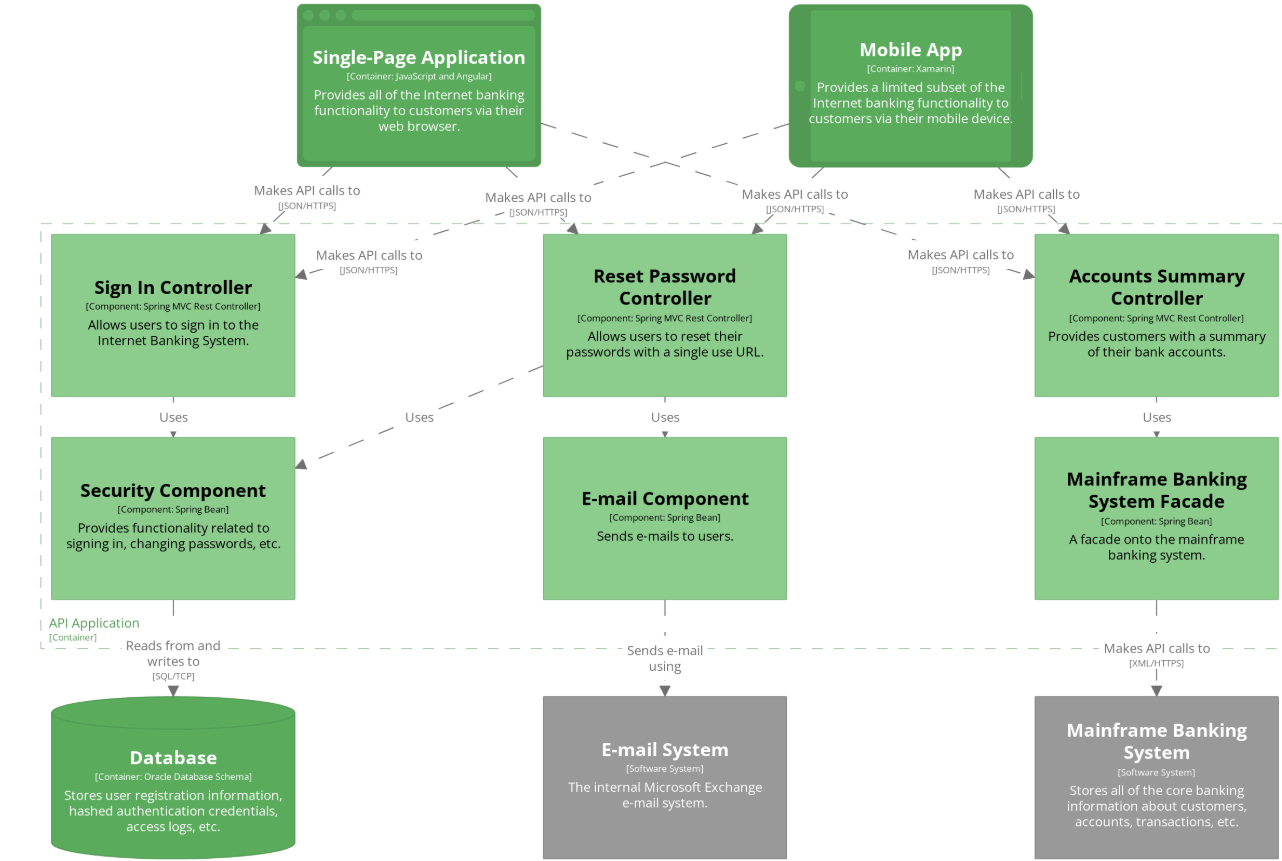 Single-Page Application
[Container: JavaScript and Angular]
Provides all of the Internet banking
functionality to customers via their
web browser.
Mobile App
[Container: Xamarin]
Provides a limited subset of the
Internet banking functionality to
customers via their mobile device.
Makes API calls to
[JSON/HTTPS]
Makes API calls to
[JSON/HTTPS]
Makes API calls to
[JSON/HTTPS]
Makes API calls to
[JSON/HTTPS]
Makes API calls to
[JSON/HTTPS]
Makes API calls to
[JSON/HTTPS]
Sign In Controller
[Component: Spring MVC Rest Controller]
Allows users to sign in to the
Internet Banking System.
Reset Password
Controller
[Component: Spring MVC Rest Controller]
Allows users to reset their
passwords with a single use URL.
Accounts Summary
Controller
[Component: Spring MVC Rest Controller]
Provides customers with a summary
of their bank accounts.
Uses
Uses
Uses
Uses
Security Component
[Component: Spring Bean]
Provides functionality related to
signing in, changing passwords, etc.
E-mail Component
[Component: Spring Bean]
Sends e-mails to users.
Mainframe Banking
System Facade
[Component: Spring Bean]
A facade onto the mainframe
banking system.
API Application
[Container]
Reads from and
writes to
[SQL/TCP]
Sends e-mail
using
Makes API calls to
[XML/HTTPS]
Database
[Container: Oracle Database Schema]
Stores user registration information,
hashed authentication credentials,
access logs, etc.
E-mail System
[Software System]
The internal Microsoft Exchange
e-mail system.
Mainframe Banking
System
[Software System]
Stores all of the core banking
information about customers,
accounts, transactions, etc.